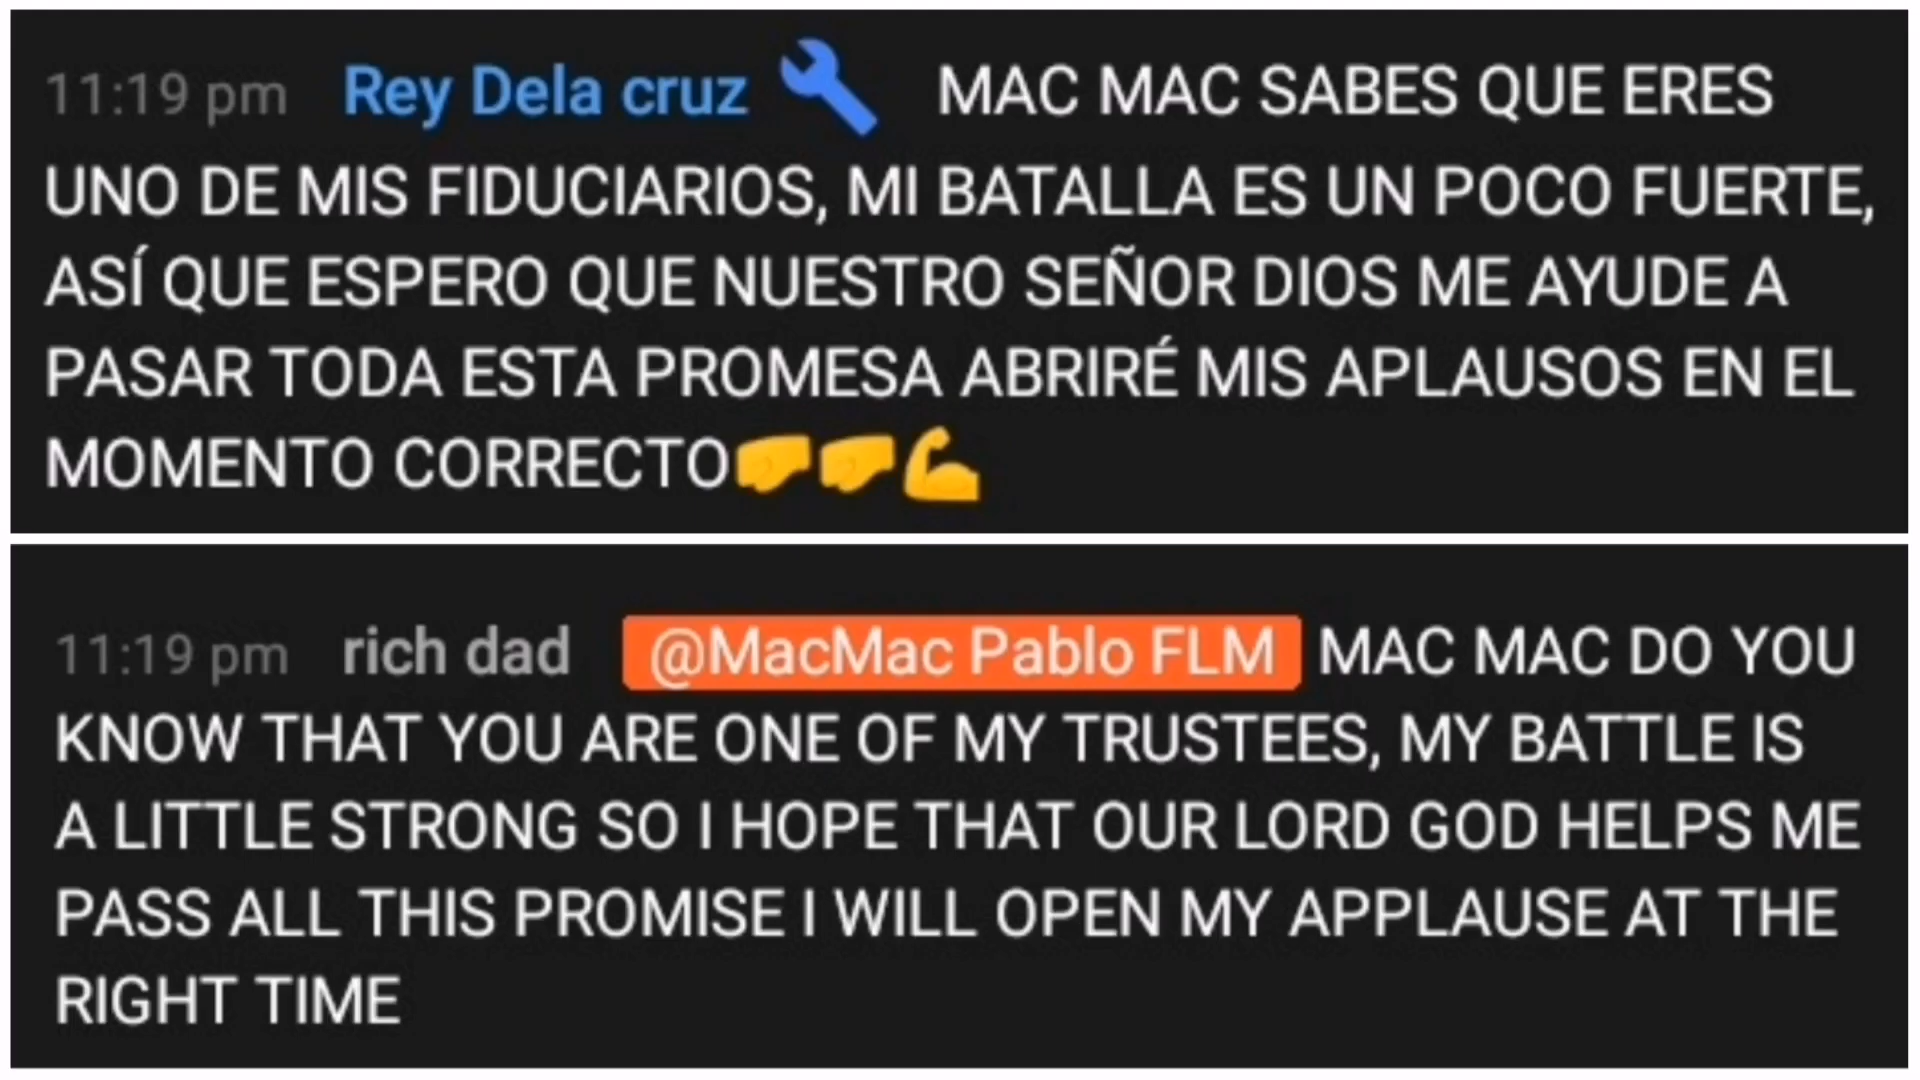 11:19 pm Rey Dela cruz 🔧 MAC MAC SABES QUE ERES
UNO DE MIS FIDUCIARIOS, MI BATALLA ES UN POCO FUERTE,
ASÍ QUE ESPERO QUE NUESTRO SEÑOR DIOS ME AYUDE A
PASAR TODA ESTA PROMESA ABRIRÉ MIS APLAUSOS EN EL
MOMENTO CORRECTO🤛🤛💪
11:19 pm rich dad @MacMac Pablo FLM MAC MAC DO YOU
KNOW THAT YOU ARE ONE OF MY TRUSTEES, MY BATTLE IS
A LITTLE STRONG SO I HOPE THAT OUR LORD GOD HELPS ME
PASS ALL THIS PROMISE I WILL OPEN MY APPLAUSE AT THE
RIGHT TIME